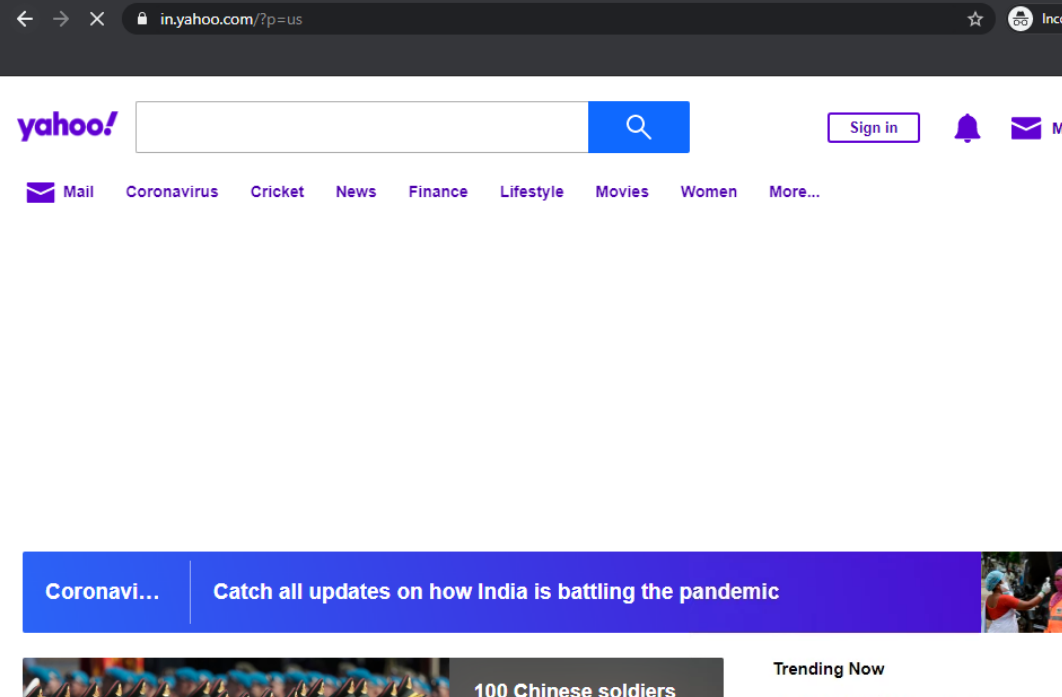 in.yahoo.com/?p=us
yahoo!
Sign in
Mail Coronavirus Cricket News Finance Lifestyle Movies Women More...
Coronavi... Catch all updates on how India is battling the pandemic
100 Chinese soldiers
Trending Now